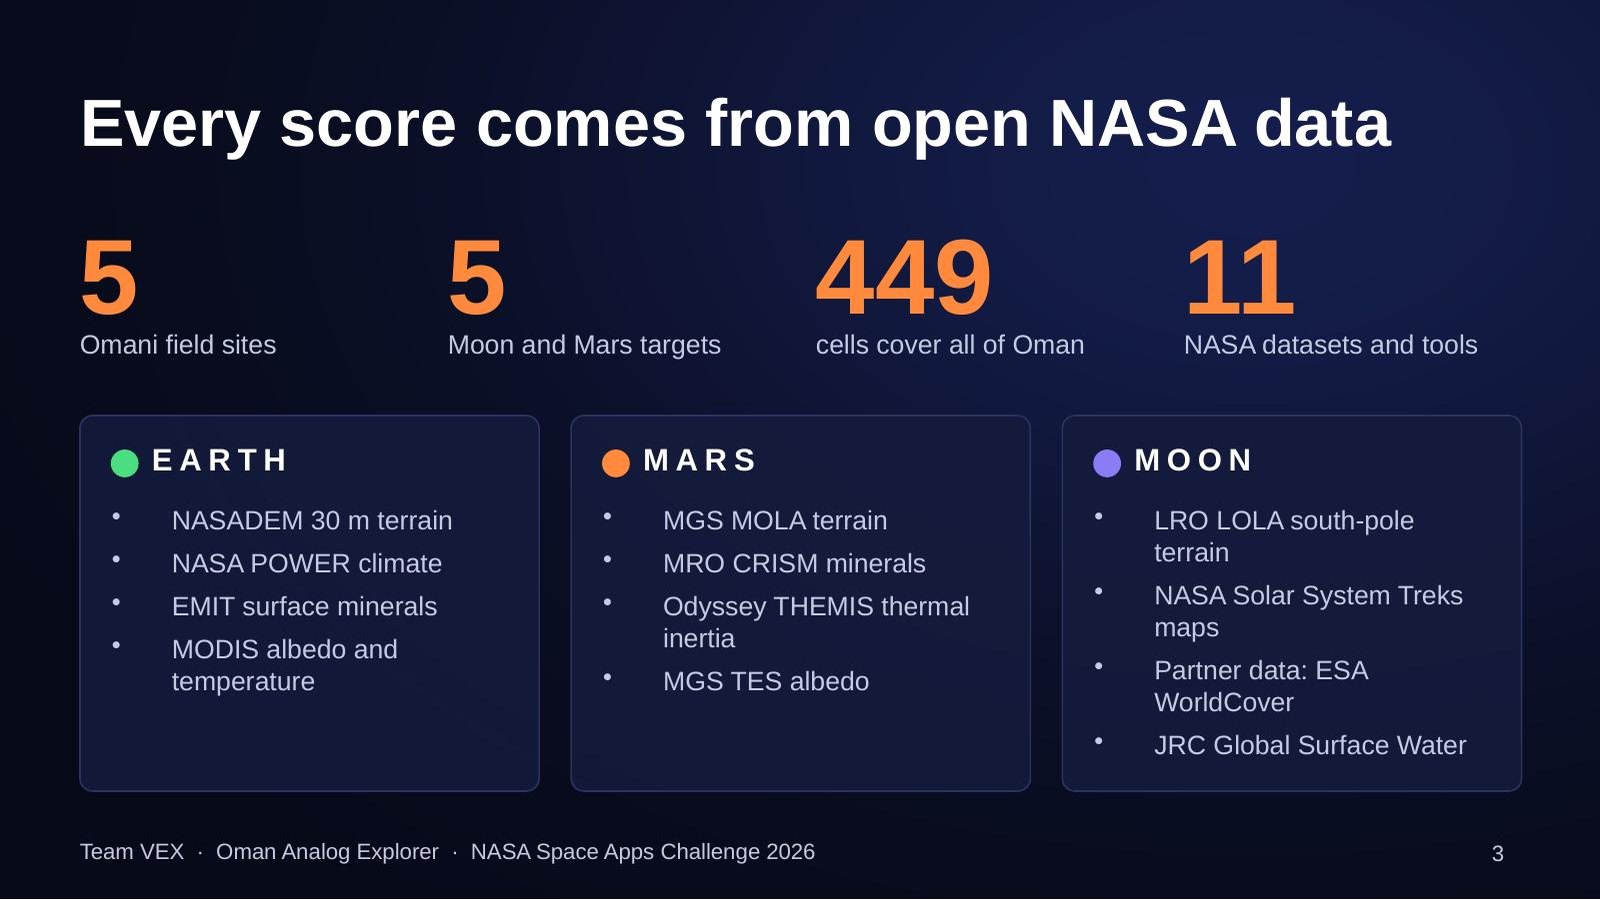 Every score comes from open NASA data
5
Omani field sites
5
Moon and Mars targets
449
cells cover all of Oman
11
NASA datasets and tools
EARTH
• NASADEM 30 m terrain
• NASA POWER climate
• EMIT surface minerals
• MODIS albedo and
temperature
MARS
• MGS MOLA terrain
• MRO CRISM minerals
• Odyssey THEMIS thermal
inertia
• MGS TES albedo
MOON
• LRO LOLA south-pole
terrain
• NASA Solar System Treks
maps
• Partner data: ESA
WorldCover
• JRC Global Surface Water
Team VEX · Oman Analog Explorer · NASA Space Apps Challenge 2026
3